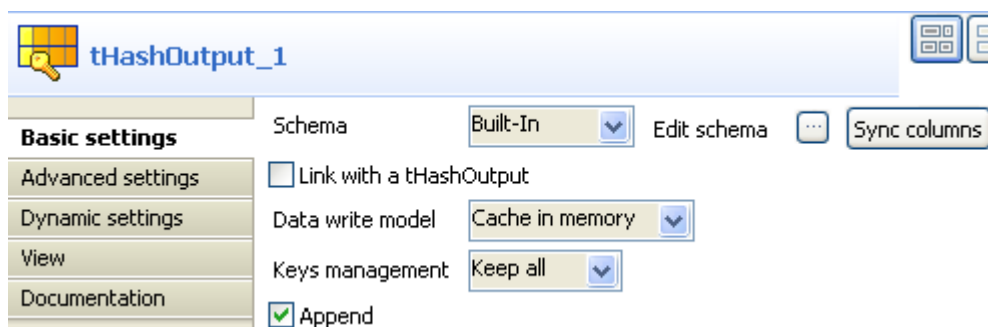 tHashOutput_1
Basic settings
Advanced settings
Dynamic settings
View
Documentation
Schema Built-In Edit schema ... Sync columns
Link with a tHashOutput
Data write model Cache in memory
Keys management Keep all
Append